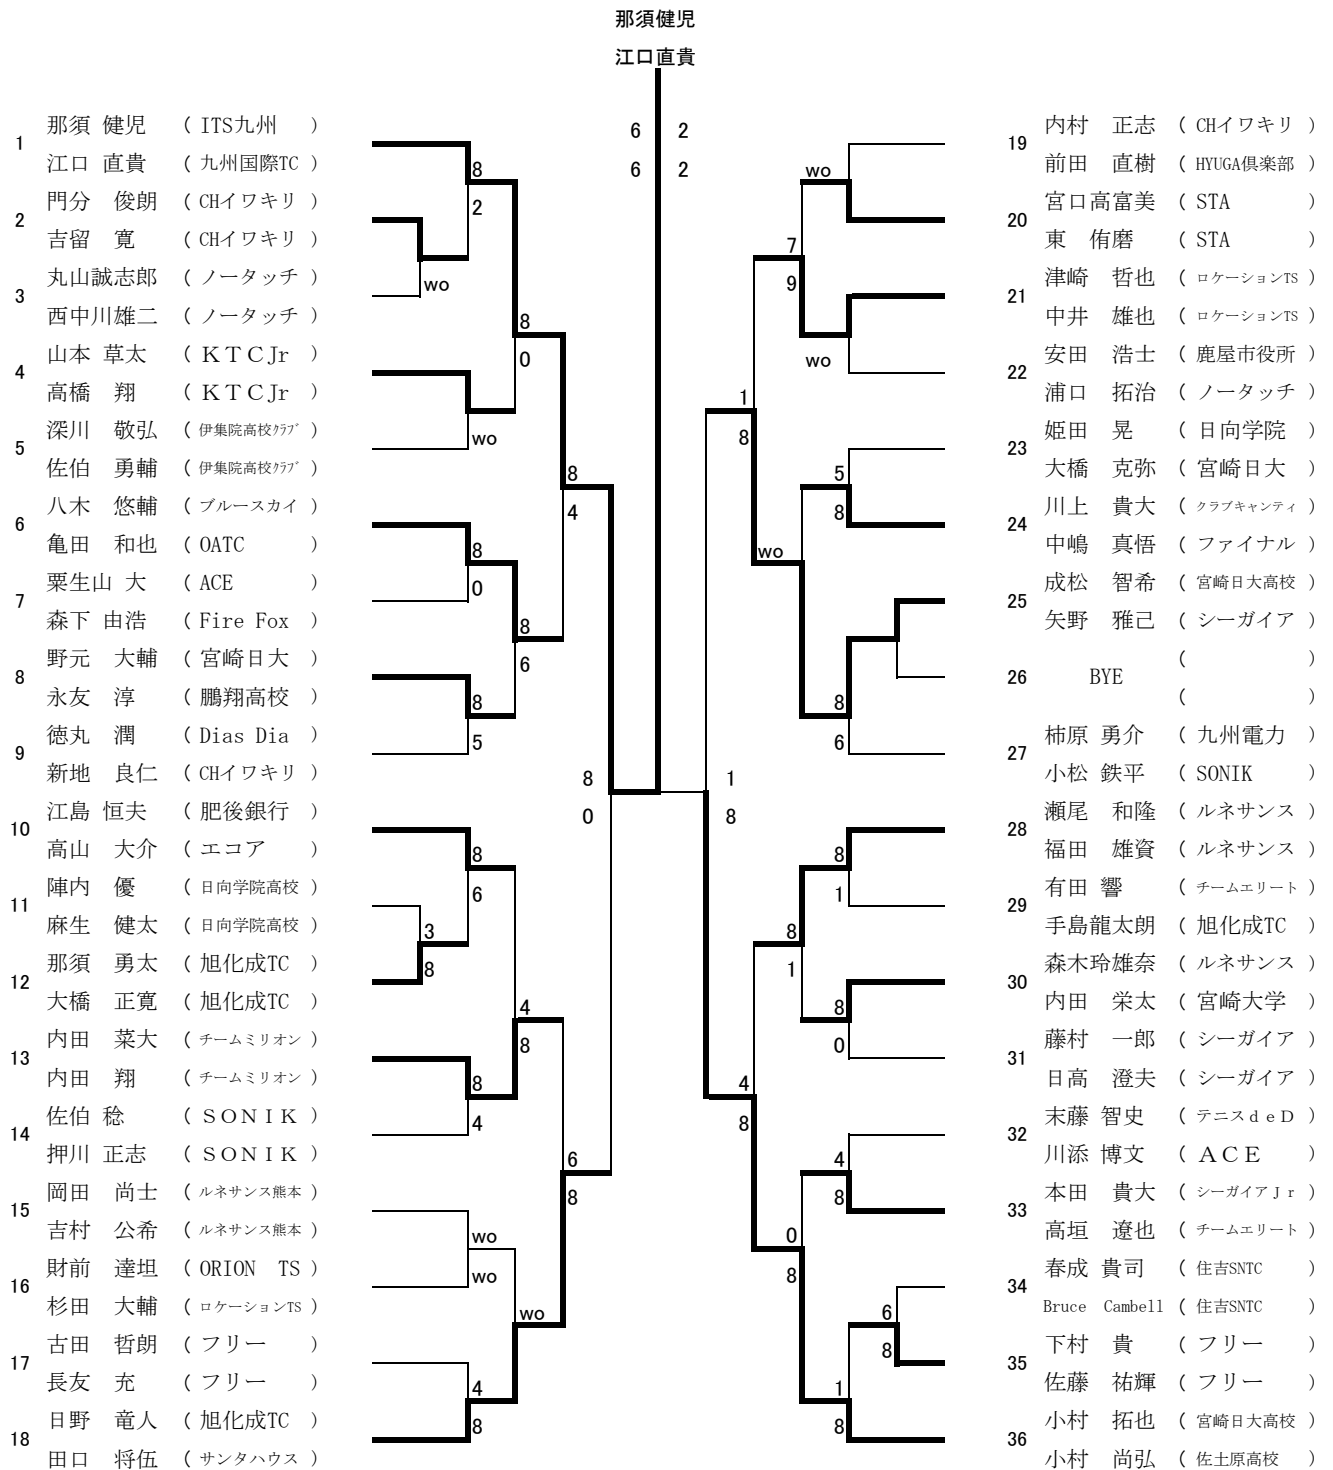 那須健児
江口直貴
6 2
6 2
1 那須 健児 ( ITS九州 )
江口 直貴 ( 九州国際TC )
2 門分 俊朗 ( CHイワキリ )
吉留 寛 ( CHイワキリ )
3 丸山誠志郎 ( ノータッチ )
西中川雄二 ( ノータッチ )
4 山本 草太 ( KTCJr )
高橋 翔 ( KTCJr )
5 深川 敬弘 ( 伊集院高校クラブ )
佐伯 勇輔 ( 伊集院高校クラブ )
6 八木 悠輔 ( ブルースカイ )
亀田 和也 ( OATC )
7 粟生山 大 ( ACE )
森下 由浩 ( Fire Fox )
8 野元 大輔 ( 宮崎日大 )
永友 淳 ( 鵬翔高校 )
9 徳丸 潤 ( Dias Dia )
新地 良仁 ( CHイワキリ )
10 江島 恒夫 ( 肥後銀行 )
高山 大介 ( エコア )
11 陣内 優 ( 日向学院高校 )
麻生 健太 ( 日向学院高校 )
12 那須 勇太 ( 旭化成TC )
大橋 正寛 ( 旭化成TC )
13 内田 菜大 ( チームミリオン )
内田 翔 ( チームミリオン )
14 佐伯 稔 ( SONIK )
押川 正志 ( SONIK )
15 岡田 尚士 ( ルネサンス熊本 )
吉村 公希 ( ルネサンス熊本 )
16 財前 達坦 ( ORION TS )
杉田 大輔 ( ロケーションTS )
17 古田 哲朗 ( フリー )
長友 充 ( フリー )
18 日野 竜人 ( 旭化成TC )
田口 将伍 ( サンタハウス )
8
2
wo
8
0
wo
8
4
8
0
8
6
8
5
8
0
8
6
3
8
4
8
8
4
6
8
wo
wo
wo
4
8
19 内村 正志 ( CHイワキリ )
前田 直樹 ( HYUGA倶楽部 )
20 宮口高富美 ( STA )
東 侑磨 ( STA )
21 津崎 哲也 ( ロケーションTS )
中井 雄也 ( ロケーションTS )
22 安田 浩士 ( 鹿屋市役所 )
浦口 拓治 ( ノータッチ )
23 姫田 晃 ( 日向学院 )
大橋 克弥 ( 宮崎日大 )
24 川上 貴大 ( クラブキャンティ )
中嶋 真悟 ( ファイナル )
25 成松 智希 ( 宮崎日大高校 )
矢野 雅己 ( シーガイア )
( )
26 BYE
( )
27 柿原 勇介 ( 九州電力 )
小松 鉄平 ( SONIK )
28 瀬尾 和隆 ( ルネサンス )
福田 雄資 ( ルネサンス )
29 有田 響 ( チームエリート )
手島龍太朗 ( 旭化成TC )
30 森木玲雄奈 ( ルネサンス )
内田 栄太 ( 宮崎大学 )
31 藤村 一郎 ( シーガイア )
日高 澄夫 ( シーガイア )
32 末藤 智史 ( テニスdeD )
川添 博文 ( ACE )
33 本田 貴大 ( シーガイアJr )
高垣 遼也 ( チームエリート )
34 春成 貴司 ( 住吉SNTC )
Bruce Cambell ( 住吉SNTC )
35 下村 貴 ( フリー )
佐藤 祐輝 ( フリー )
36 小村 拓也 ( 宮崎日大高校 )
小村 尚弘 ( 佐土原高校 )
wo
7
9
wo
1
8
5
8
wo
8
6
1
8
8
1
8
1
8
0
4
8
4
8
0
8
6
8
1
8